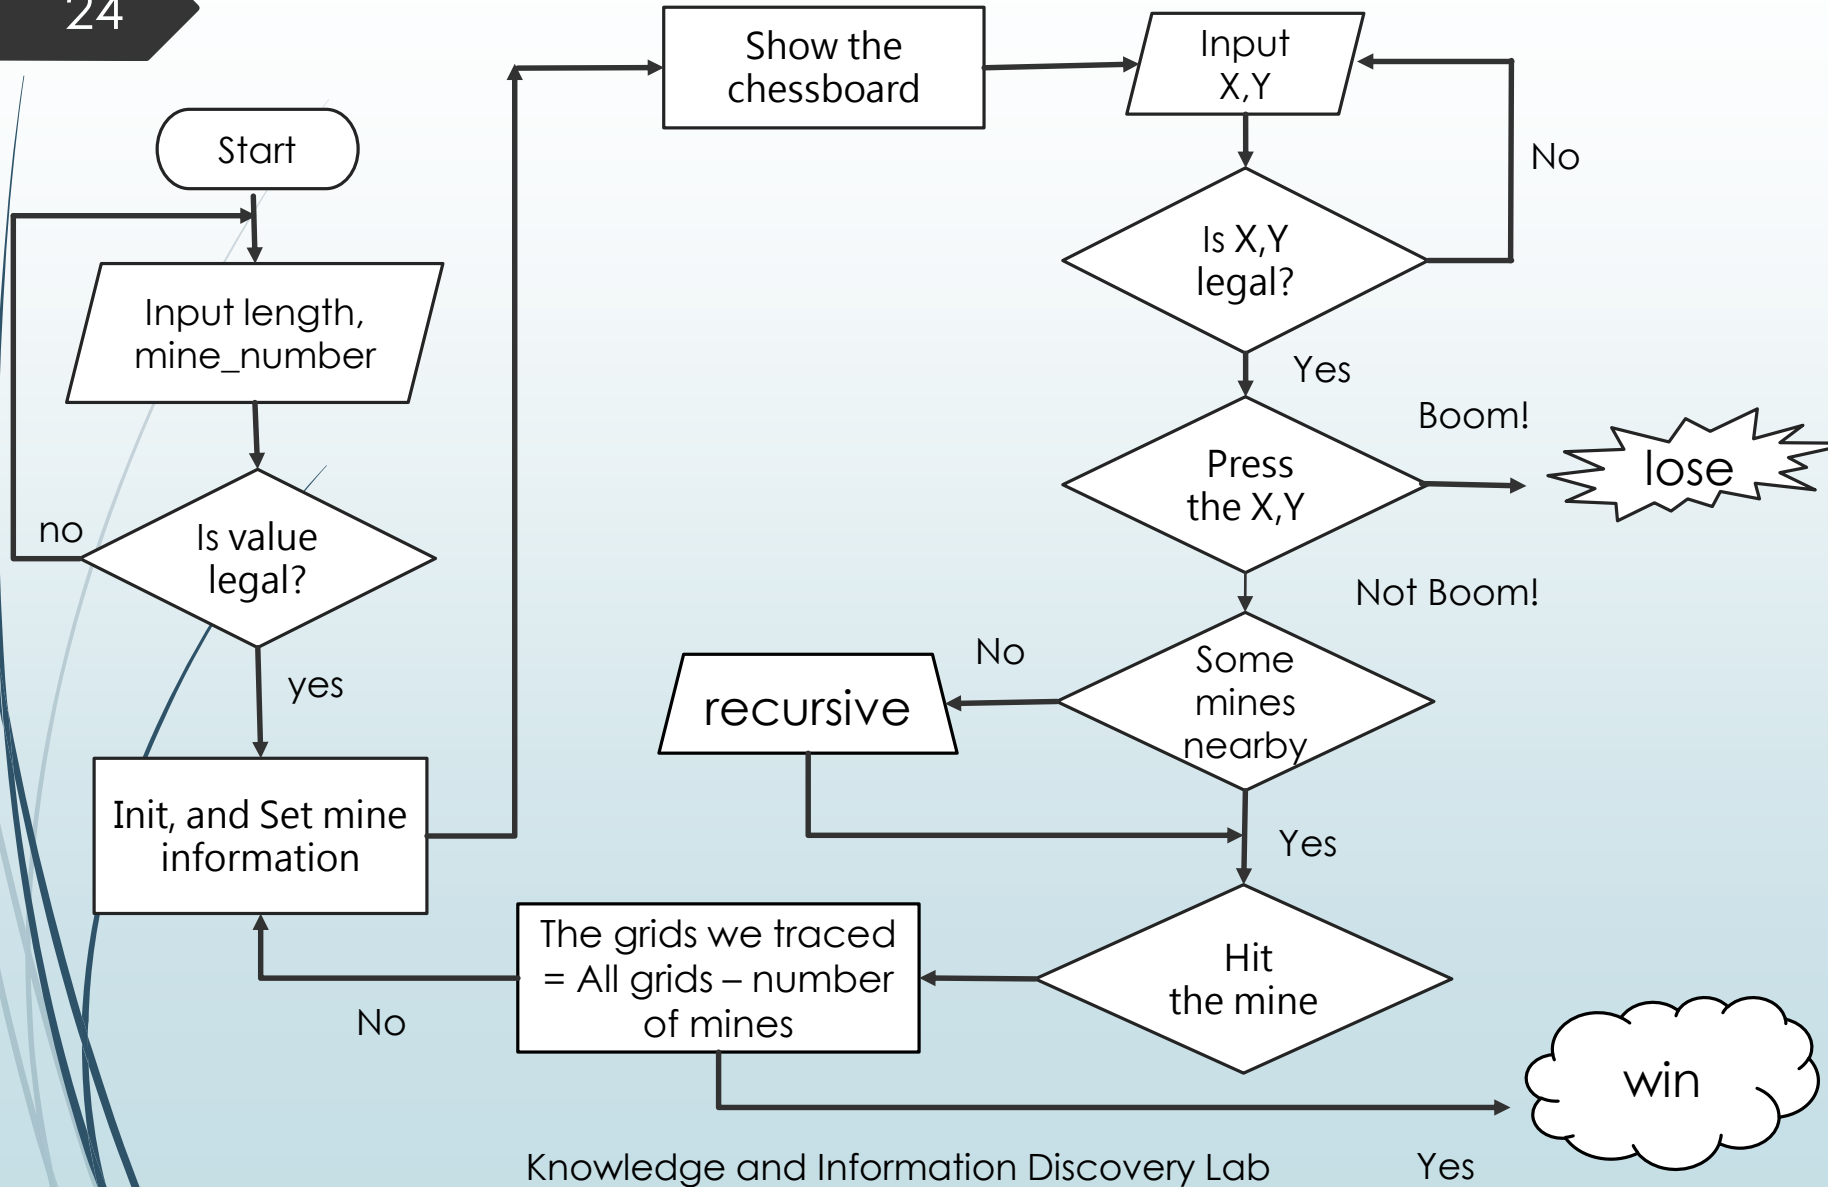 24
Start
Input length,
mine_number
Is value
legal?
no
yes
Init, and Set mine
information
Show the
chessboard
Input
X,Y
No
Is X,Y
legal?
Yes
Boom!
Press
the X,Y
lose
Not Boom!
Some
mines
nearby
No
recursive
Yes
Hit
the mine
The grids we traced
= All grids – number
of mines
No
win
Yes
Knowledge and Information Discovery Lab